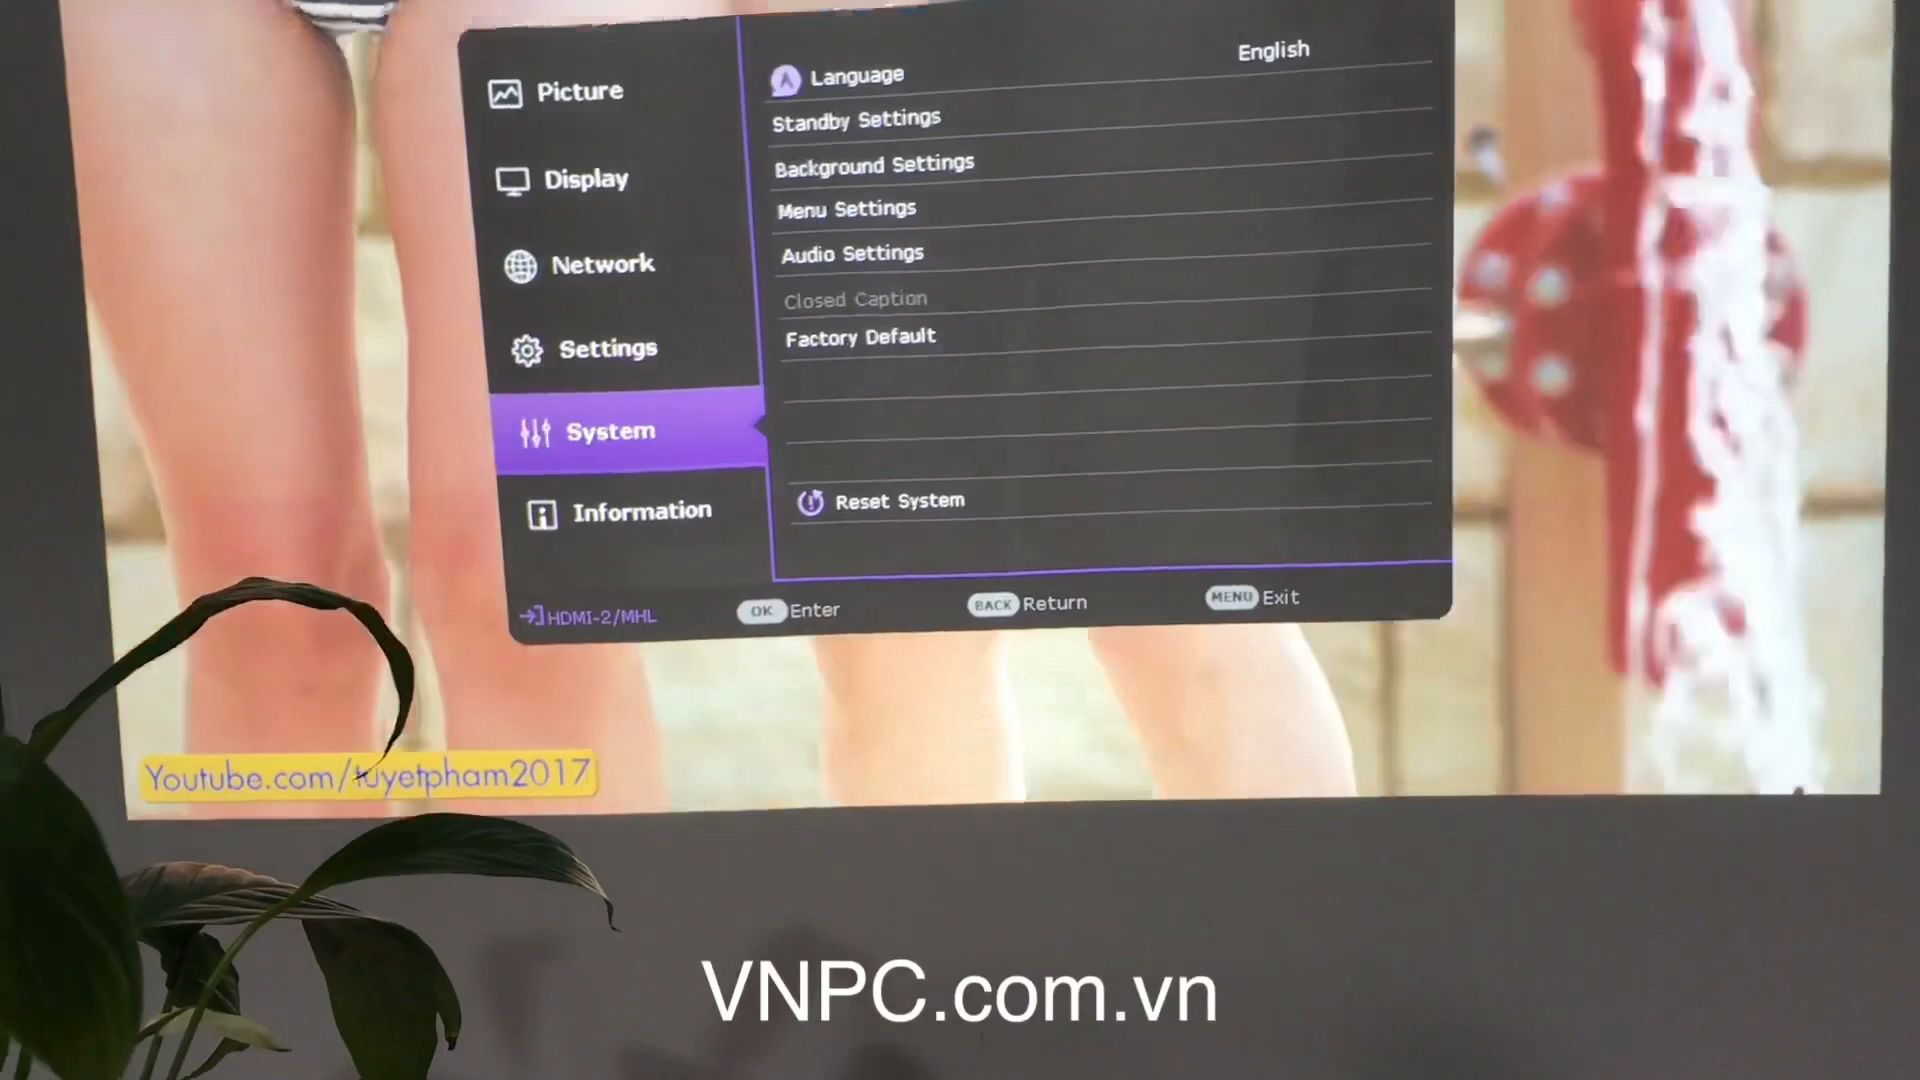 Picture
Display
Network
Settings
System
Information
Language English
Standby Settings
Background Settings
Menu Settings
Audio Settings
Closed Caption
Factory Default
Reset System
HDMI-2/MHL
OK Enter
BACK Return
MENU Exit
Youtube.com/tuyetpham2017
VNPC.com.vn